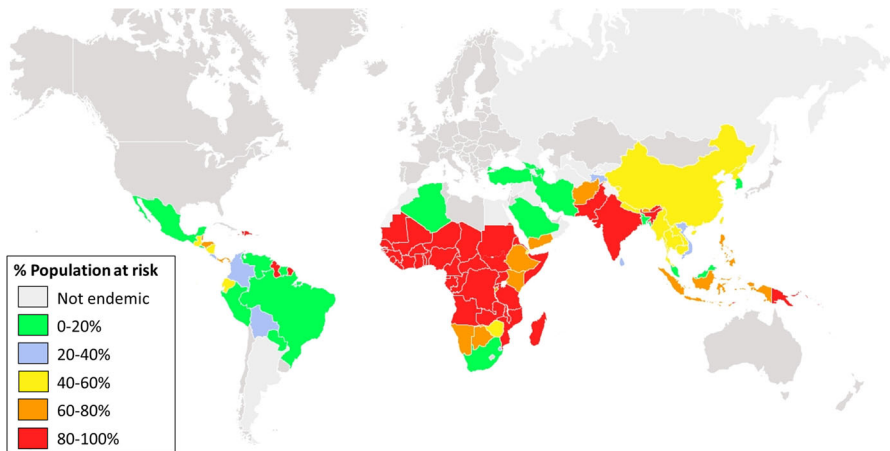 % Population at risk
Not endemic
0-20%
20-40%
40-60%
60-80%
80-100%